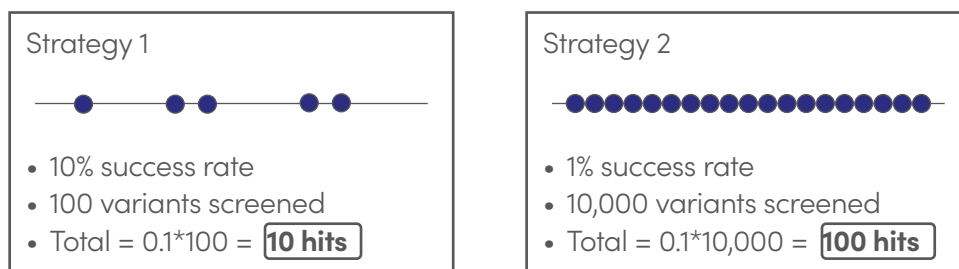 Strategy 1
• 10% success rate
• 100 variants screened
• Total = 0.1*100 = 10 hits
Strategy 2
• 1% success rate
• 10,000 variants screened
• Total = 0.1*10,000 = 100 hits